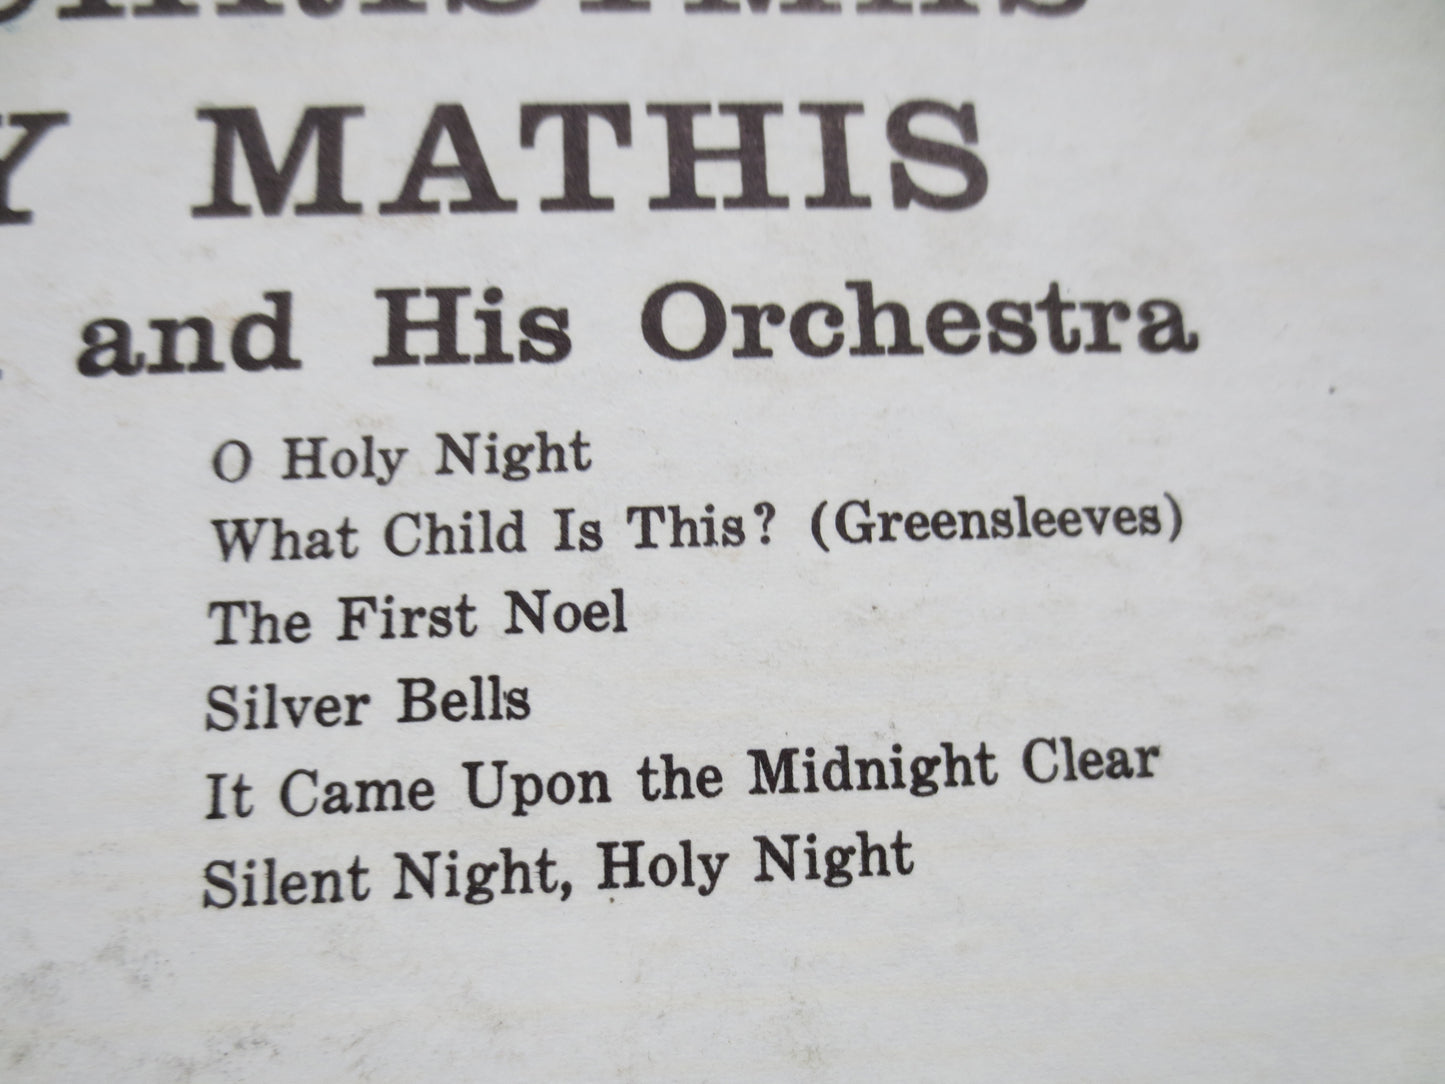 CHRISTMAS
Y MATHIS
and His Orchestra
O Holy Night
What Child Is This? (Greensleeves)
The First Noel
Silver Bells
It Came Upon the Midnight Clear
Silent Night, Holy Night